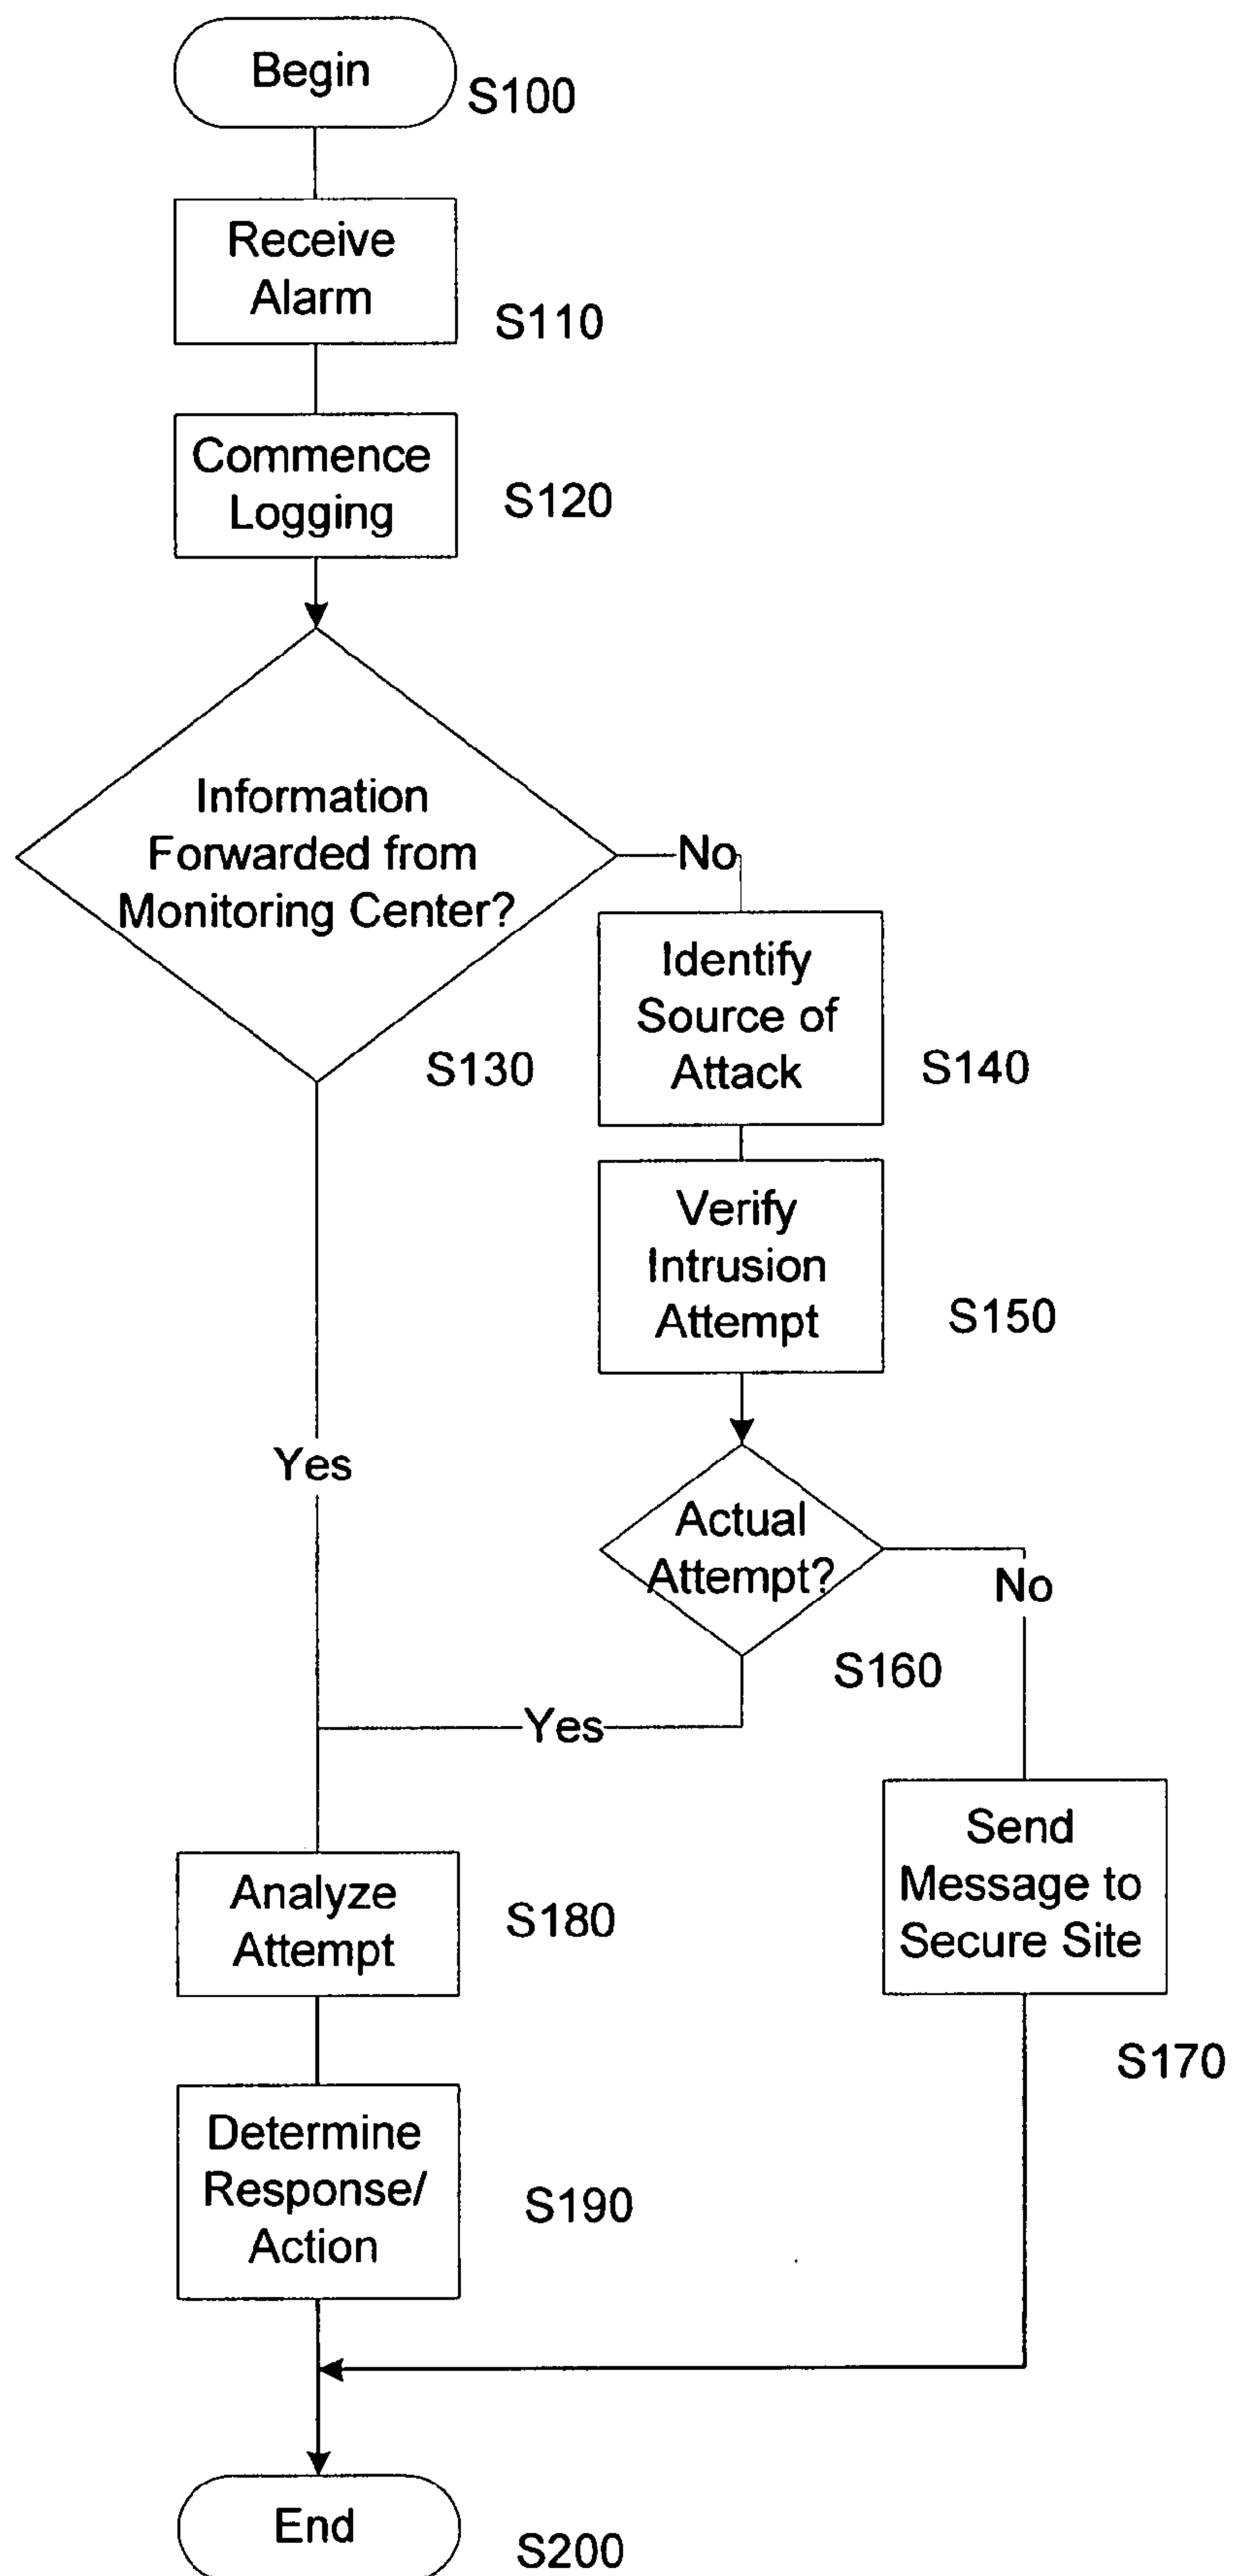 Begin
S100
Receive
Alarm
S110
Commence
Logging
S120
Information
Forwarded from
Monitoring Center?
S130
No
Identify
Source of
Attack
S140
Verify
Intrusion
Attempt
S150
Yes
Actual
Attempt?
S160
No
Yes
Send
Message to
Secure Site
S170
Analyze
Attempt
S180
Determine
Response/
Action
S190
End
S200